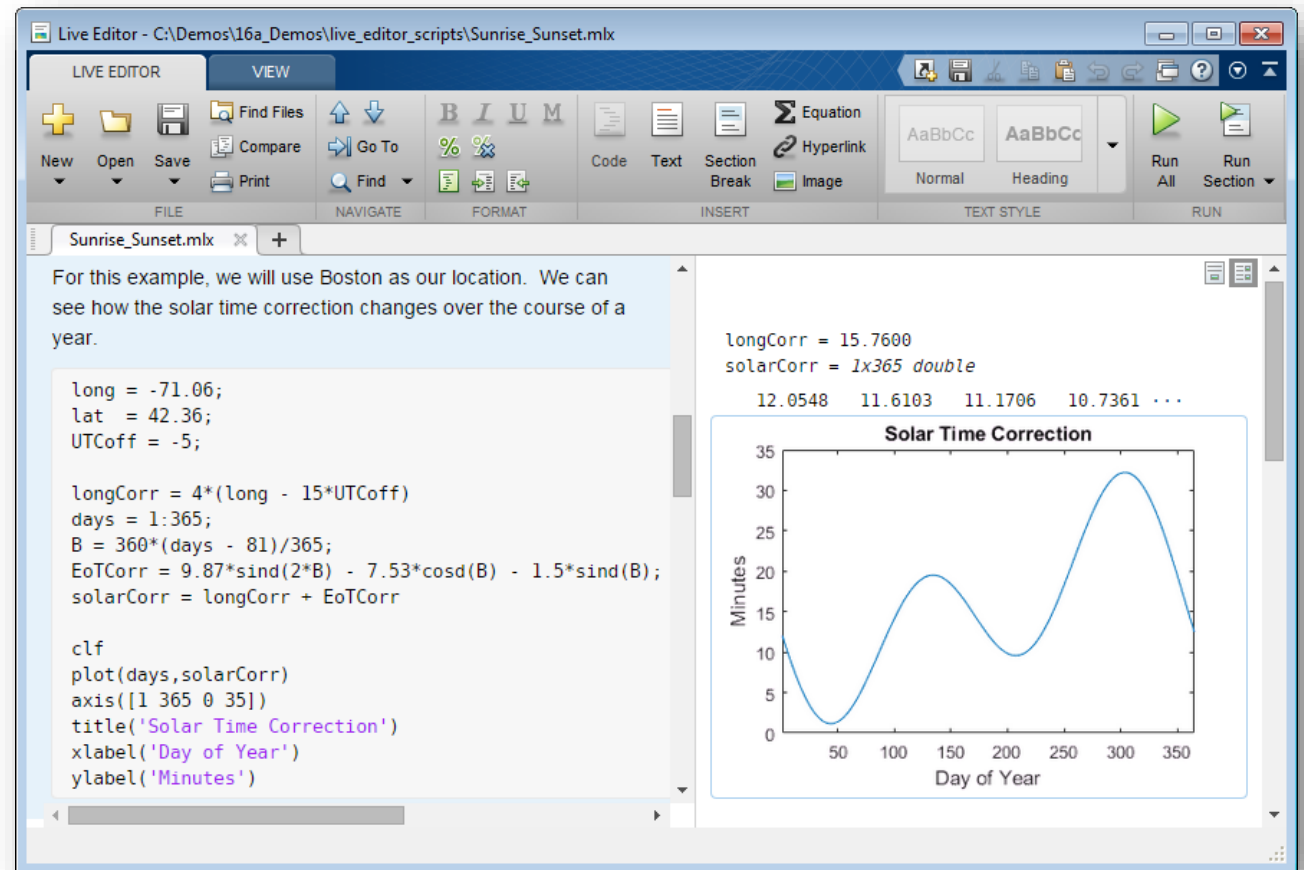 Live Editor - C:\Demos\16a_Demos\live_editor_scripts\Sunrise_Sunset.mlx
LIVE EDITOR
VIEW
New
Open
Save
Find Files
Compare
Print
FILE
Go To
Find
NAVIGATE
B I U M
FORMAT
Code
Text
Section
Break
Equation
Hyperlink
Image
INSERT
AaBbCc
Normal
AaBbCc
Heading
TEXT STYLE
Run
All
Run
Section
RUN
Sunrise_Sunset.mlx
For this example, we will use Boston as our location. We can
see how the solar time correction changes over the course of a
year.
long = -71.06;
lat  = 42.36;
UTCoff = -5;
longCorr = 4*(long - 15*UTCoff)
days = 1:365;
B = 360*(days - 81)/365;
EoTCorr = 9.87*sind(2*B) - 7.53*cosd(B) - 1.5*sind(B);
solarCorr = longCorr + EoTCorr
clf
plot(days,solarCorr)
axis([1 365 0 35])
title('Solar Time Correction')
xlabel('Day of Year')
ylabel('Minutes')
longCorr = 15.7600
solarCorr = 1x365 double
12.0548 11.6103 11.1706 10.7361 ···
Solar Time Correction
35
30
25
20
15
10
5
0
Minutes
50 100 150 200 250 300 350
Day of Year